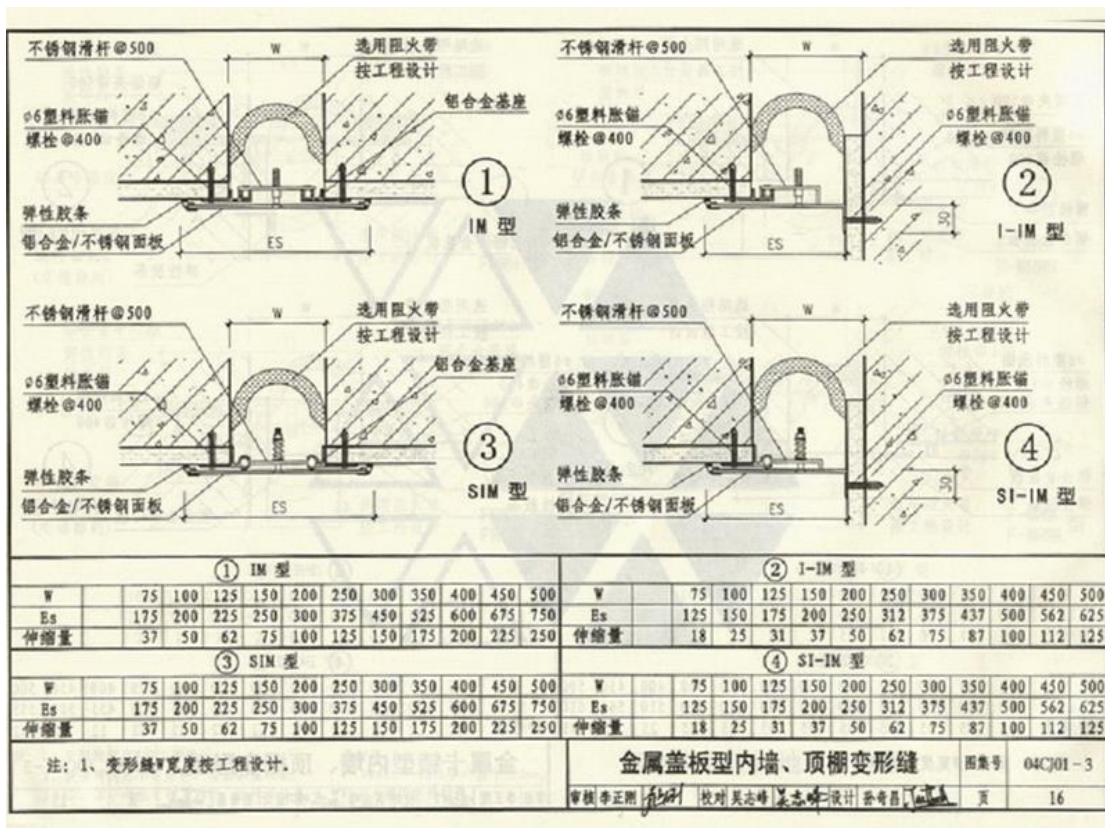 不锈钢滑杆@500
W
选用阻火带
按工程设计
ø6塑料胀锚
螺栓@400
铝合金基座
①
IM 型
弹性胶条
铝合金/不锈钢面板
ES
不锈钢滑杆@500
W
选用阻火带
按工程设计
ø6塑料胀锚
螺栓@400
ø6塑料胀锚
螺栓@400
②
I-IM 型
弹性胶条
铝合金/不锈钢面板
ES
30
不锈钢滑杆@500
W
选用阻火带
按工程设计
ø6塑料胀锚
螺栓@400
铝合金基座
③
SIM 型
弹性胶条
铝合金/不锈钢面板
ES
不锈钢滑杆@500
W
选用阻火带
按工程设计
ø6塑料胀锚
螺栓@400
ø6塑料胀锚
螺栓@400
④
SI-IM 型
弹性胶条
铝合金/不锈钢面板
ES
30
① IM 型
W 75 100 125 150 200 250 300 350 400 450 500
Es 175 200 225 250 300 375 450 525 600 675 750
伸缩量 37 50 62 75 100 125 150 175 200 225 250
② I-IM 型
W 75 100 125 150 200 250 300 350 400 450 500
Es 125 150 175 200 250 312 375 437 500 562 625
伸缩量 18 25 31 37 50 62 75 87 100 112 125
③ SIM 型
W 75 100 125 150 200 250 300 350 400 450 500
Es 175 200 225 250 300 375 450 525 600 675 750
伸缩量 37 50 62 75 100 125 150 175 200 225 250
④ SI-IM 型
W 75 100 125 150 200 250 300 350 400 450 500
Es 125 150 175 200 250 312 375 437 500 562 625
伸缩量 18 25 31 37 50 62 75 87 100 112 125
注: 1. 变形缝W宽度按工程设计.
金属盖板型内墙、顶棚变形缝 图集号 04CJ01-3
审核 李正刚 校对 吴志峰 吴志峰 设计 孙奇昌 页 16